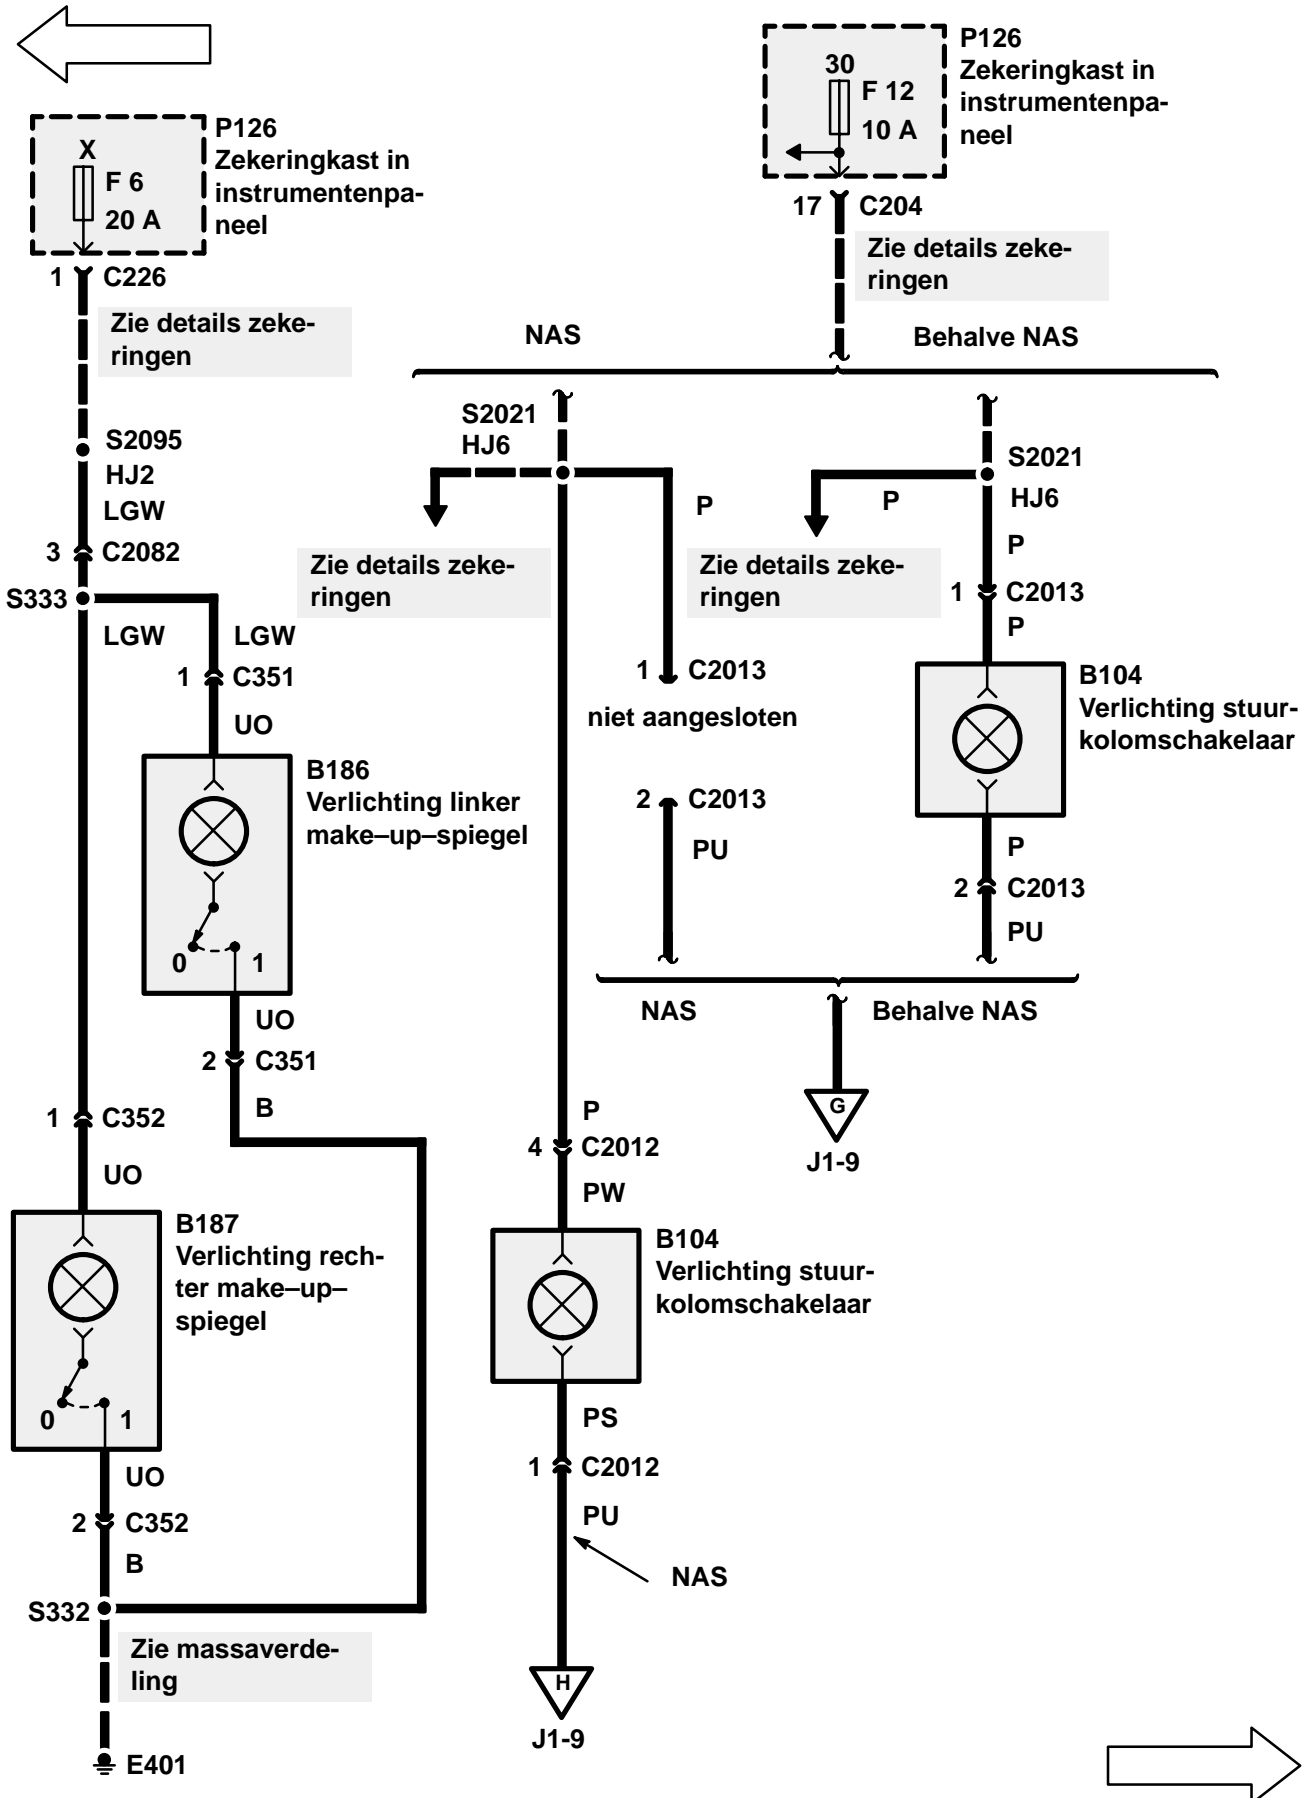 P126
Zekeringkast in
instrumentenpa-
neel
X
F 6
20 A
1 C226
Zie details zeke-
ringen
S2095
HJ2
LGW
3 C2082
S333
LGW
LGW
1 C351
UO
B186
Verlichting linker
make–up–spiegel
0 1
UO
2 C351
B
1 C352
UO
B187
Verlichting rech-
ter make–up–
spiegel
0 1
UO
2 C352
B
S332
Zie massaverde-
ling
E401
P126
Zekeringkast in
instrumentenpa-
neel
30
F 12
10 A
17 C204
Zie details zeke-
ringen
NAS
Behalve NAS
S2021
HJ6
P
Zie details zeke-
ringen
1 C2013
niet aangesloten
2 C2013
PU
S2021
HJ6
P
Zie details zeke-
ringen
P
1 C2013
P
B104
Verlichting stuur-
kolomschakelaar
P
2 C2013
PU
NAS
Behalve NAS
G
J1-9
P
4 C2012
PW
B104
Verlichting stuur-
kolomschakelaar
PS
1 C2012
PU
NAS
H
J1-9